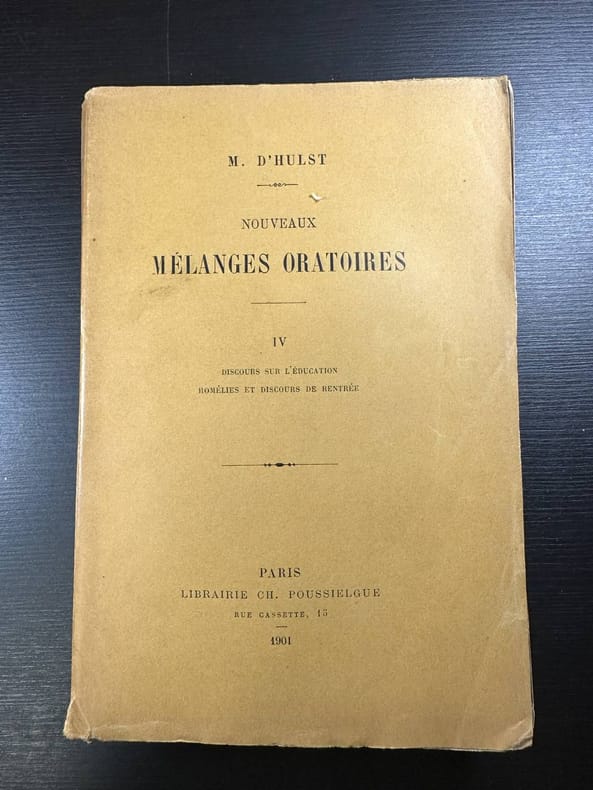 M. D'HULST
NOUVEAUX
MÉLANGES ORATOIRES
IV
DISCOURS SUR L'ÉDUCATION
HOMÉLIES ET DISCOURS DE RENTRÉE
PARIS
LIBRAIRIE CH. POUSSIELGUE
RUE CASSETTE, 15
1901